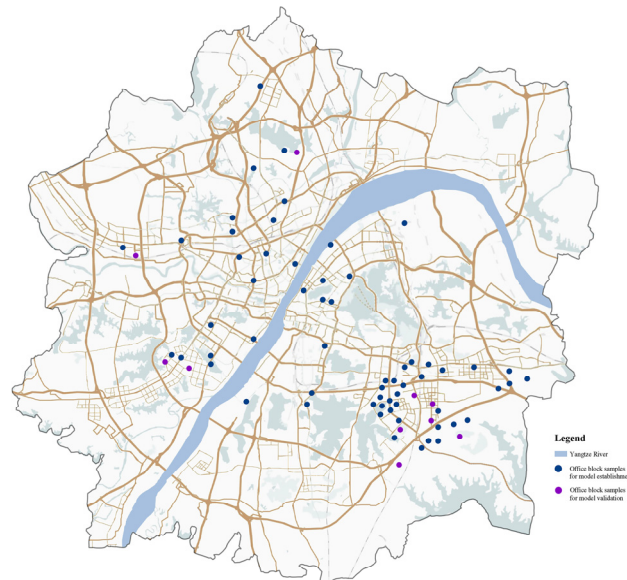 Legend
Yangtze River
Office block samples
for model establishme
Office block samples
for model validation